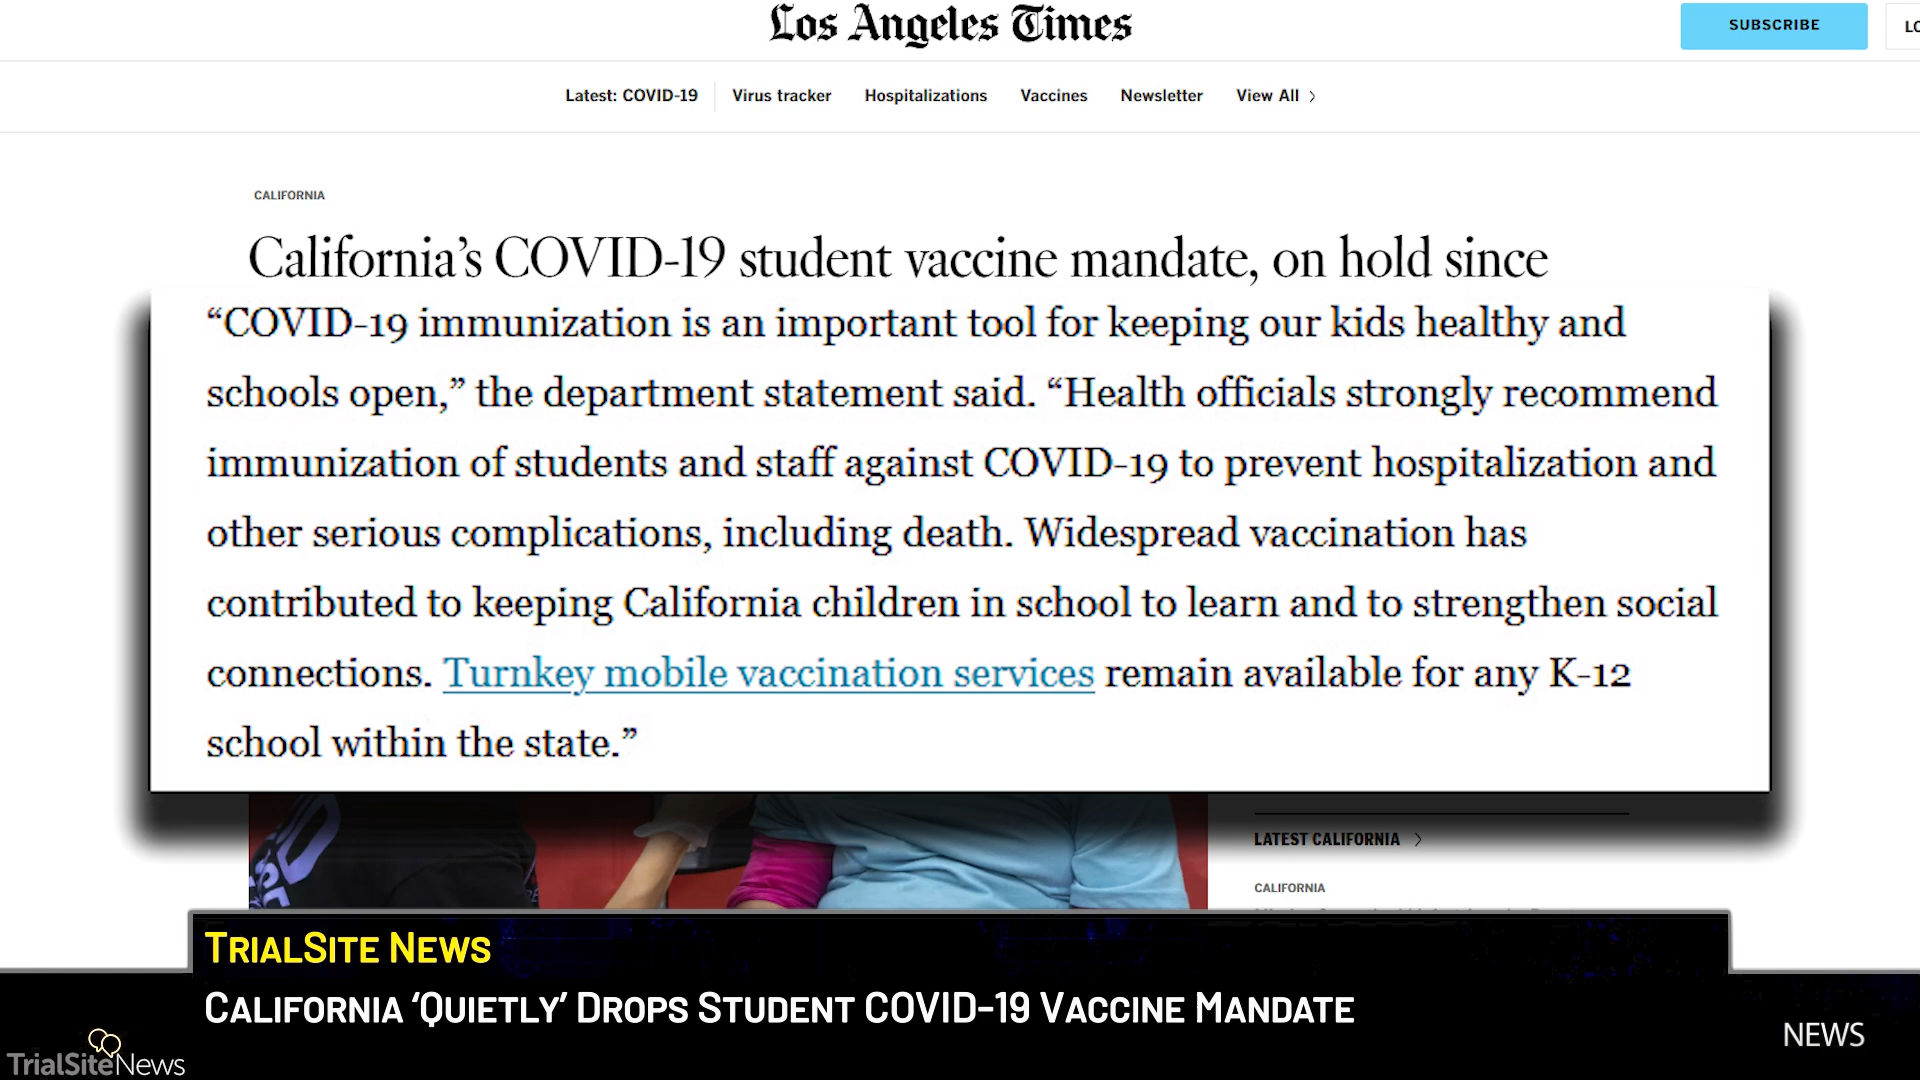 Los Angeles Times
SUBSCRIBE
LO
Latest: COVID-19
Virus tracker
Hospitalizations
Vaccines
Newsletter
View All
CALIFORNIA
California’s COVID-19 student vaccine mandate, on hold since
“COVID-19 immunization is an important tool for keeping our kids healthy and
schools open,” the department statement said. “Health officials strongly recommend
immunization of students and staff against COVID-19 to prevent hospitalization and
other serious complications, including death. Widespread vaccination has
contributed to keeping California children in school to learn and to strengthen social
connections. Turnkey mobile vaccination services remain available for any K-12
school within the state.”
LATEST CALIFORNIA
CALIFORNIA
TRIALSITE NEWS
CALIFORNIA ‘QUIETLY’ DROPS STUDENT COVID-19 VACCINE MANDATE
TrialSiteNews
NEWS